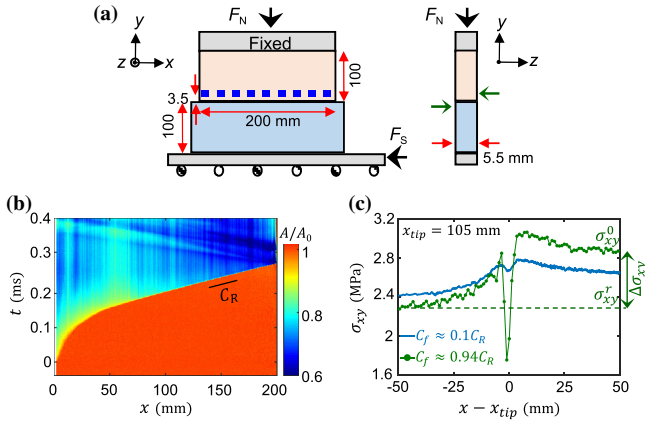 (a)
F_N
F_N
y
z
x
Fixed
100
3.5
200 mm
100
F_S
y
z
5.5 mm
(b)
0.4
0.3
0.2
0.1
0
t (ms)
C_R
0
50
100
150
200
x (mm)
A/A_0
1
0.8
0.6
(c)
3.2
2.8
2.4
2.0
1.6
σ_xy (MPa)
x_tip = 105 mm
σ_xy^0
σ_xy^r
Δσ_xy
C_f ≈ 0.1C_R
C_f ≈ 0.94C_R
-50
-25
0
25
50
x − x_tip (mm)